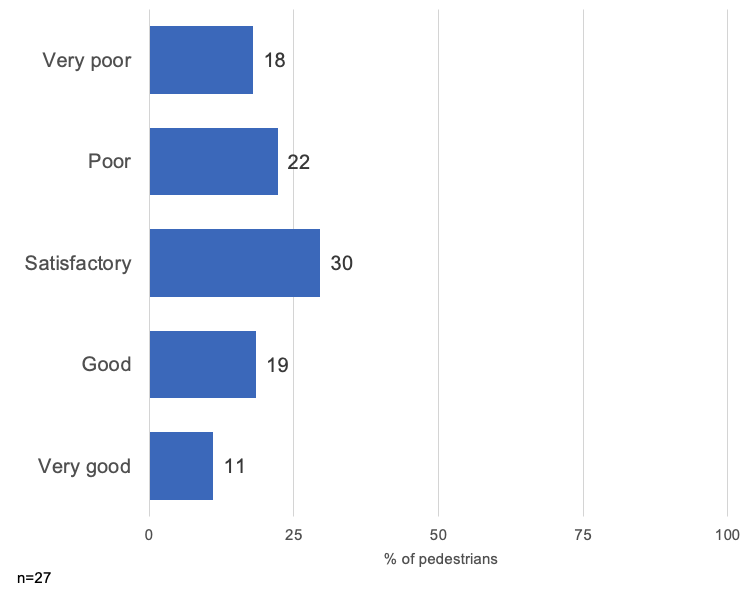 Very poor 18
Poor 22
Satisfactory 30
Good 19
Very good 11
0 25 50 75 100
% of pedestrians
n=27